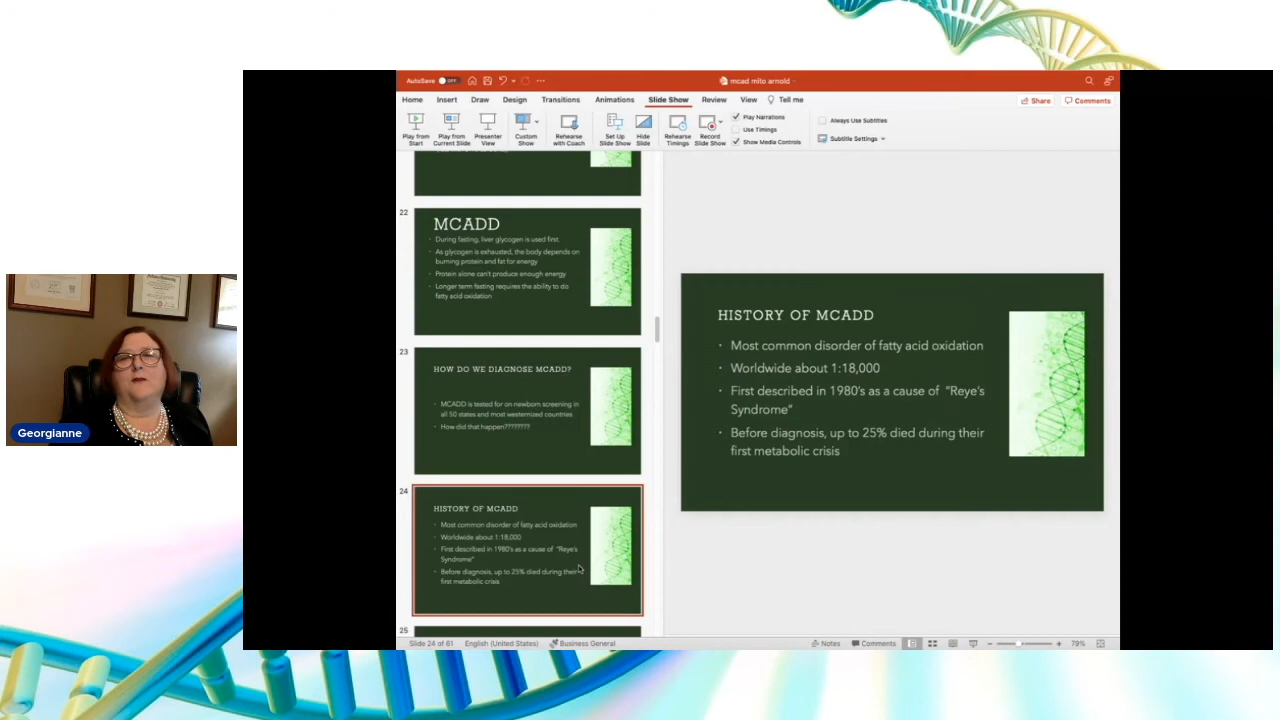 AutoSave OFF
mcad mito arnold
Home Insert Draw Design Transitions Animations Slide Show Review View Tell me
Share Comments
Play from Start
Play from Current Slide
Presenter View
Custom Show
Rehearse with Coach
Set Up Slide Show
Hide Slide
Rehearse Timings
Record Slide Show
Play Narrations
Use Timings
Show Media Controls
Always Use Subtitles
Subtitle Settings
22
MCADD
• During fasting, liver glycogen is used first.
• As glycogen is exhausted, the body depends on
burning protein and fat for energy
• Protein alone can't produce enough energy
• Longer term fasting requires the ability to do
fatty acid oxidation
23
HOW DO WE DIAGNOSE MCADD?
• MCADD is tested for on newborn screening in
all 50 states and most westernized countries
• How did that happen????????
24
HISTORY OF MCADD
• Most common disorder of fatty acid oxidation
• Worldwide about 1:18,000
• First described in 1980's as a cause of "Reye's
Syndrome"
• Before diagnosis, up to 25% died during their
first metabolic crisis
25
HISTORY OF MCADD
• Most common disorder of fatty acid oxidation
• Worldwide about 1:18,000
• First described in 1980's as a cause of "Reye's
Syndrome"
• Before diagnosis, up to 25% died during their
first metabolic crisis
Georgianne
Slide 24 of 61 English (United States) Business General
Notes Comments 79%